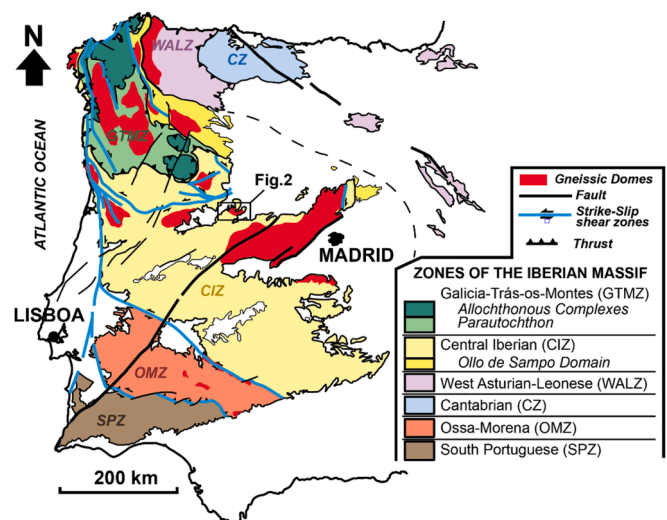 N
WALZ
CZ
GTMZ
ATLANTIC OCEAN
Fig.2
MADRID
CIZ
LISBOA
OMZ
SPZ
200 km
Gneissic Domes
Fault
Strike-Slip
shear zones
Thrust
ZONES OF THE IBERIAN MASSIF
Galicia-Trás-os-Montes (GTMZ)
Allochthonous Complexes
Parautochthon
Central Iberian (CIZ)
Ollo de Sampo Domain
West Asturian-Leonese (WALZ)
Cantabrian (CZ)
Ossa-Morena (OMZ)
South Portuguese (SPZ)